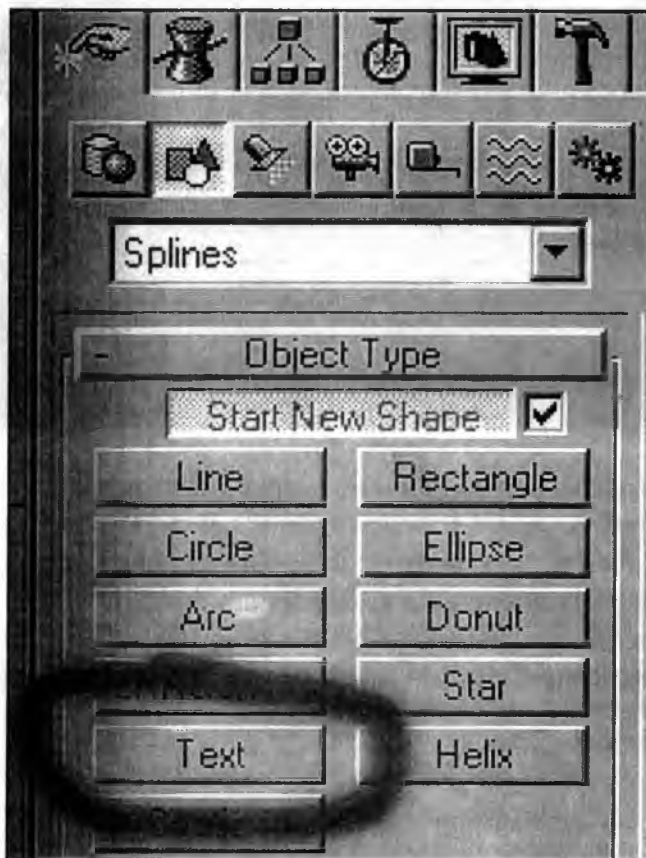 Splines
- Object Type
Start New Shape
Line Rectangle
Circle Ellipse
Arc Donut
Star
Text Helix